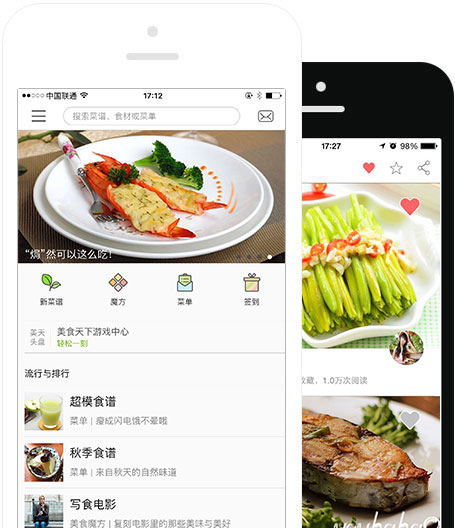 中国联通
17:12
搜索菜谱、食材或菜单
“焗”然可以这么吃！
新菜谱
魔方
菜单
签到
美天
头盘
美食天下游戏中心
轻松一刻
流行与排行
超模食谱
菜单 | 瘦成闪电饿不晕哦
秋季食谱
菜单 | 来自秋天的自然味道
写食电影
美食魔方 | 复刻电影里的那些美味与美好
17:27
98%
收藏，1.0万次阅读